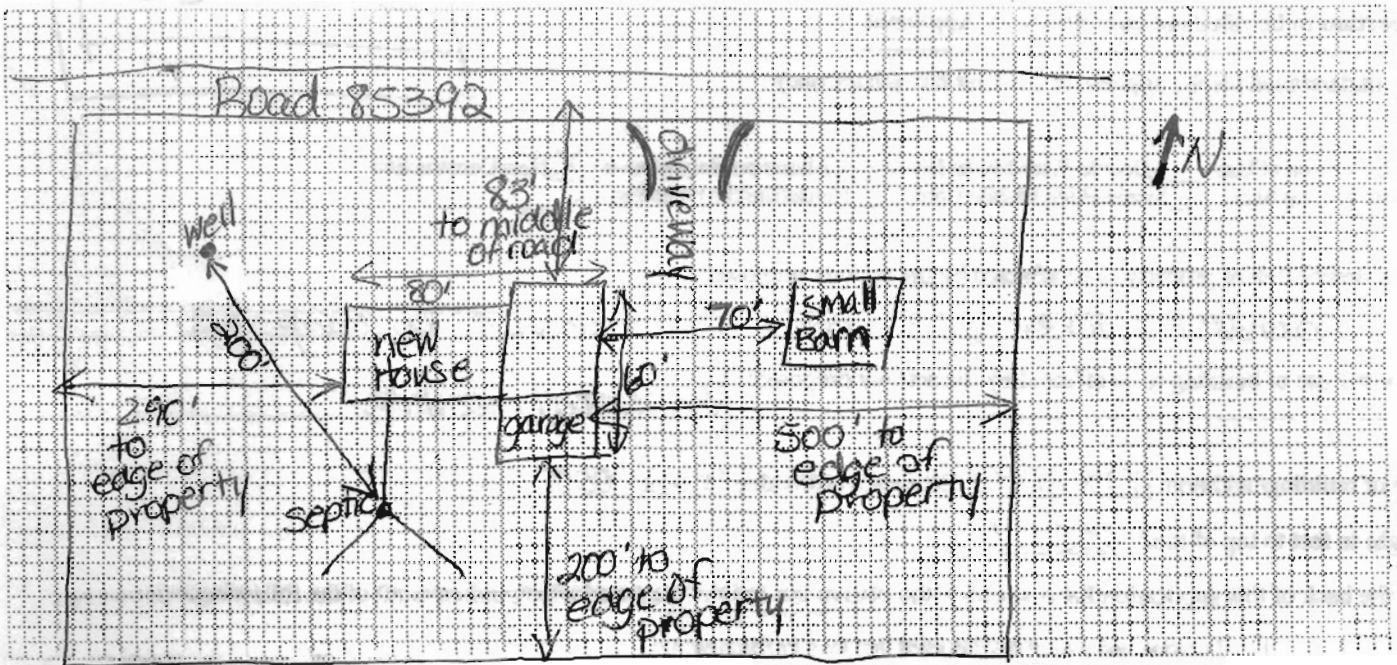 Road 85392
N
Driveway
83'
to middle
of road
well
80'
70'
Small
Barn
new
House
200'
60'
290'
to
edge of
property
garage
500' to
edge of
property
Septic
200' to
edge of
property